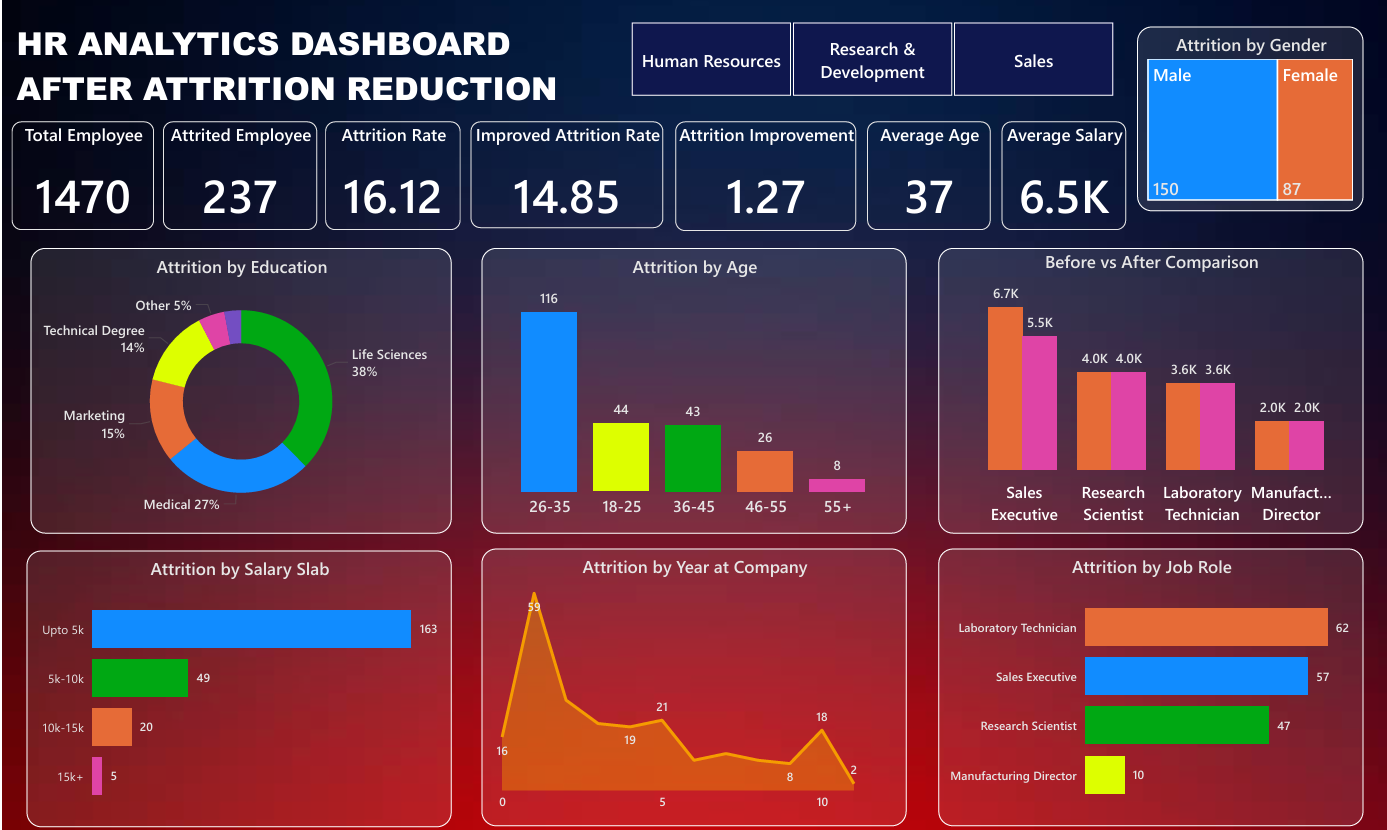 HR ANALYTICS DASHBOARD
AFTER ATTRITION REDUCTION
Human Resources
Research &
Development
Sales
Attrition by Gender
Male
Female
150
87
Total Employee
1470
Attrited Employee
237
Attrition Rate
16.12
Improved Attrition Rate
14.85
Attrition Improvement
1.27
Average Age
37
Average Salary
6.5K
Attrition by Education
Other 5%
Technical Degree
14%
Life Sciences
38%
Marketing
15%
Medical 27%
Attrition by Age
116
44
43
26
8
26-35
18-25
36-45
46-55
55+
Before vs After Comparison
6.7K
5.5K
4.0K
4.0K
3.6K
3.6K
2.0K
2.0K
Sales
Executive
Research
Scientist
Laboratory
Technician
Manufact...
Director
Attrition by Salary Slab
Upto 5k
163
5k-10k
49
10k-15k
20
15k+
5
Attrition by Year at Company
59
16
19
21
8
18
2
0
5
10
Attrition by Job Role
Laboratory Technician
62
Sales Executive
57
Research Scientist
47
Manufacturing Director
10